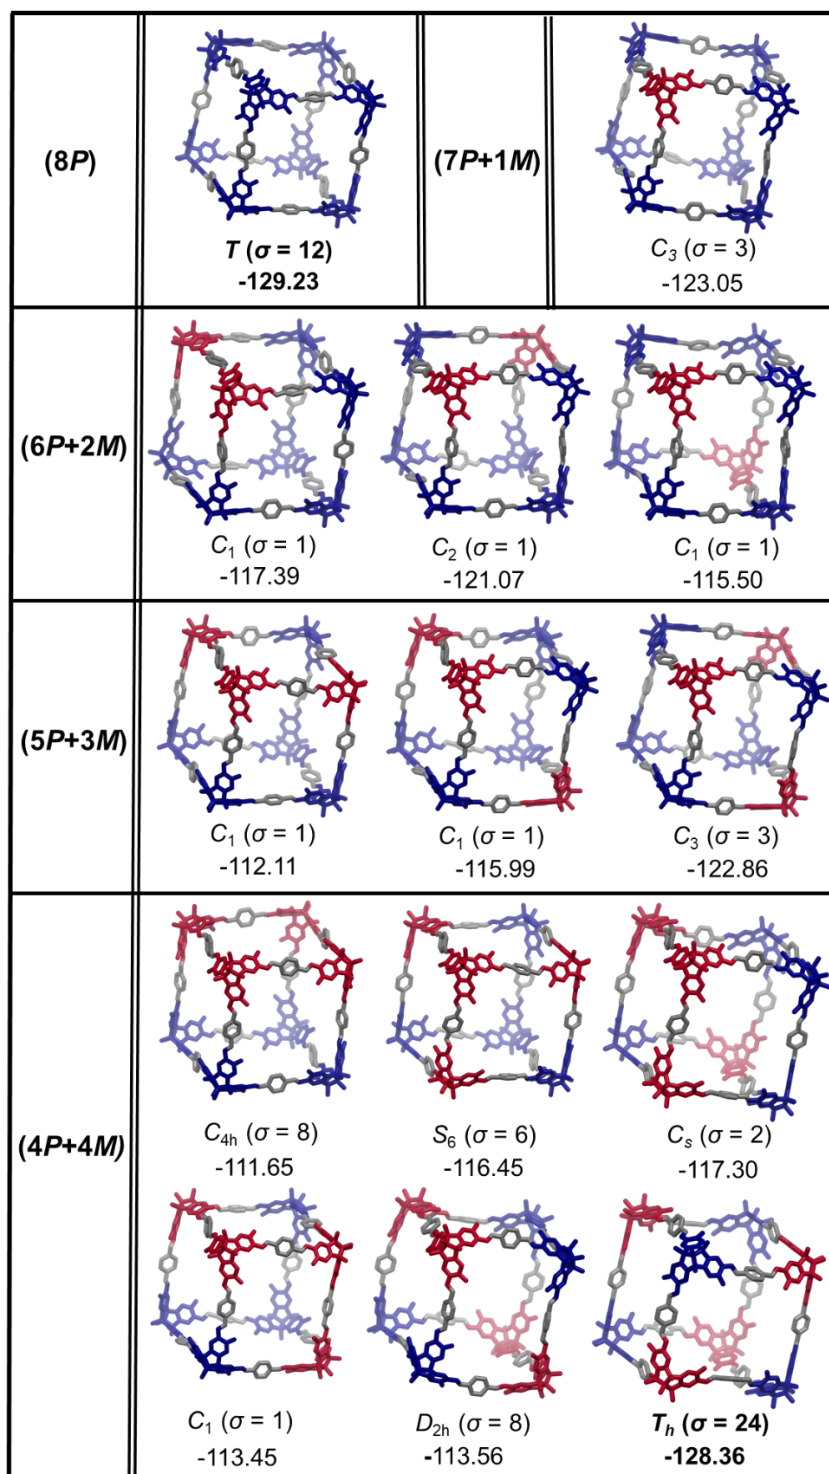 (8P)
T (σ = 12)
-129.23
(7P+1M)
C₃ (σ = 3)
-123.05
(6P+2M)
C₁ (σ = 1)
-117.39
C₂ (σ = 1)
-121.07
C₁ (σ = 1)
-115.50
(5P+3M)
C₁ (σ = 1)
-112.11
C₁ (σ = 1)
-115.99
C₃ (σ = 3)
-122.86
(4P+4M)
C₄ₕ (σ = 8)
-111.65
S₆ (σ = 6)
-116.45
Cₛ (σ = 2)
-117.30
C₁ (σ = 1)
-113.45
D₂ₕ (σ = 8)
-113.56
Tₕ (σ = 24)
-128.36